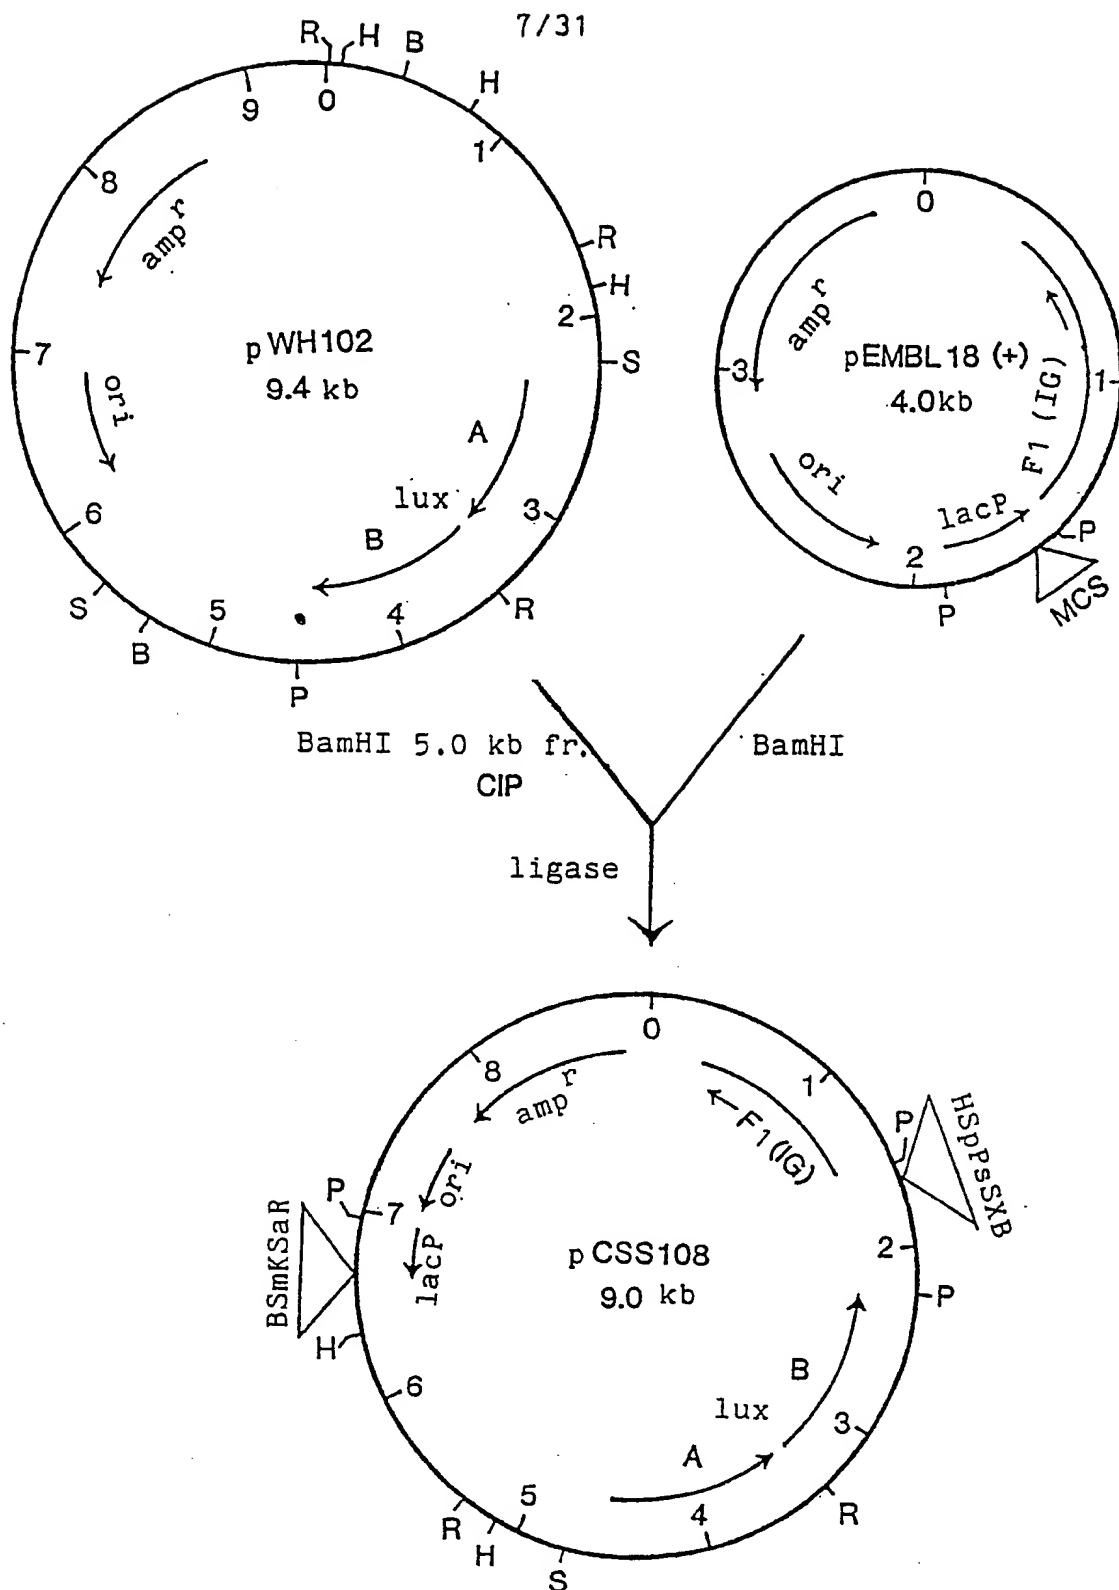 7/31
R H B
H
0
9
1
8
amp^r
R
H
2
S
pWH102
9.4 kb
7
ori
A
lux
B
3
6
R
S
B
5
4
P
0
amp^r
pEMBL18 (+)
4.0kb
3
1
F1 (IG)
ori
lacP
2
P
P
MCS
BamHI 5.0 kb fr.
CIP
BamHI
ligase
0
8
1
amp^r
F1(IG)
P
HSpPsSXB
ori
P
7
BSmKSaR
lacP
2
pCSS108
9.0 kb
P
H
6
B
lux
A
3
5
4
R
R
H
S